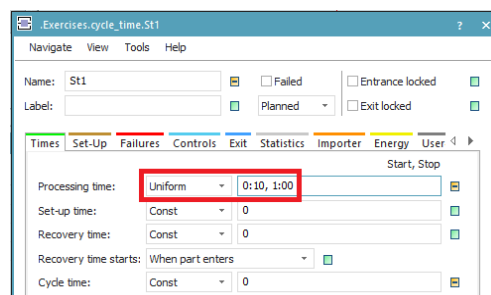 .Exercises.cycle_time.St1 ? ×
Navigate View Tools Help
Name: St1 Failed Entrance locked
Label: Planned Exit locked
Times Set-Up Failures Controls Exit Statistics Importer Energy User
Start, Stop
Processing time: Uniform 0:10, 1:00
Set-up time: Const 0
Recovery time: Const 0
Recovery time starts: When part enters
Cycle time: Const 0